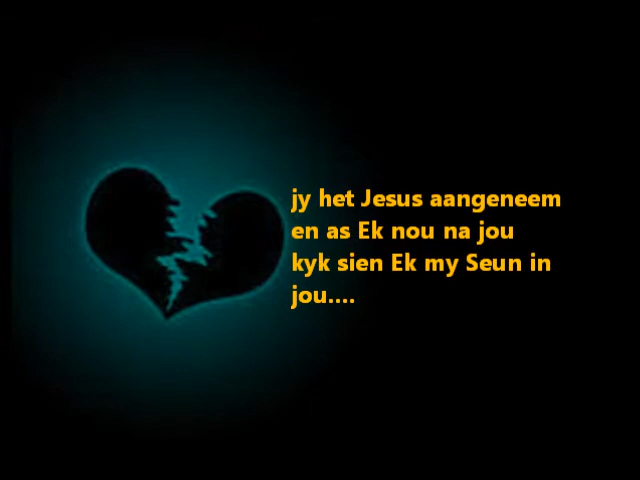 jy het Jesus aangeneem
en as Ek nou na jou
kyk sien Ek my Seun in
jou....